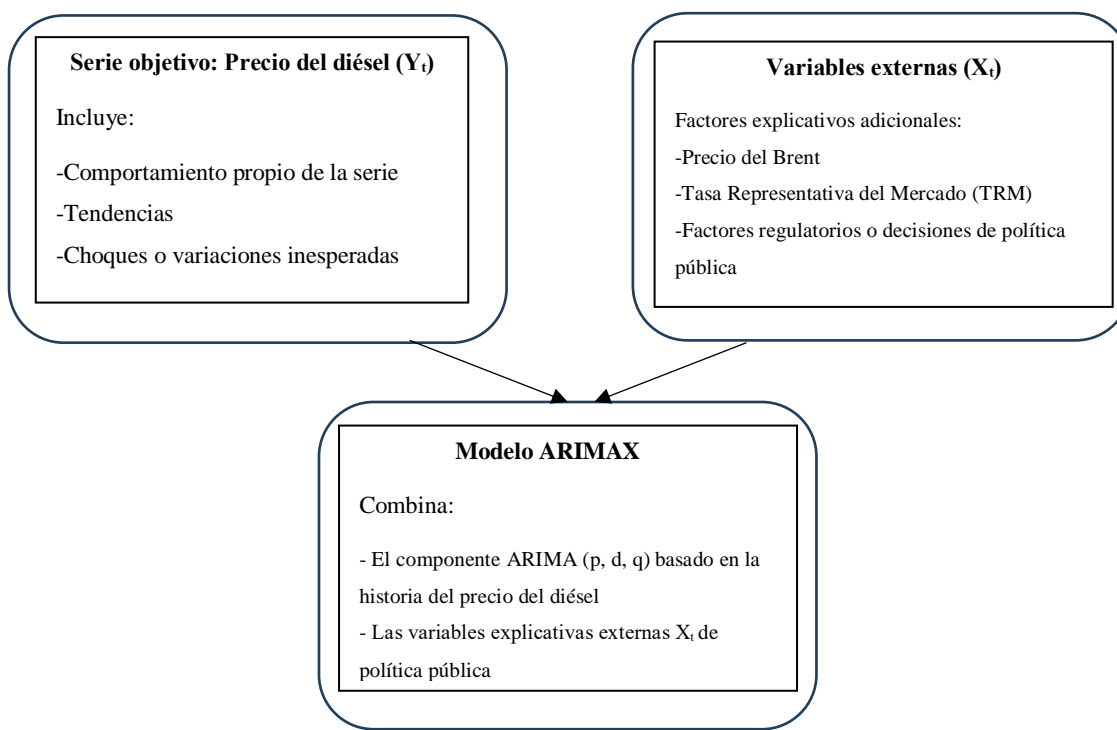 Serie objetivo: Precio del diésel (Yₜ)
Incluye:
-Comportamiento propio de la serie
-Tendencias
-Choques o variaciones inesperadas
Variables externas (Xₜ)
Factores explicativos adicionales:
-Precio del Brent
-Tasa Representativa del Mercado (TRM)
-Factores regulatorios o decisiones de política
pública
Modelo ARIMAX
Combina:
- El componente ARIMA (p, d, q) basado en la
historia del precio del diésel
- Las variables explicativas externas Xₜ de
política pública